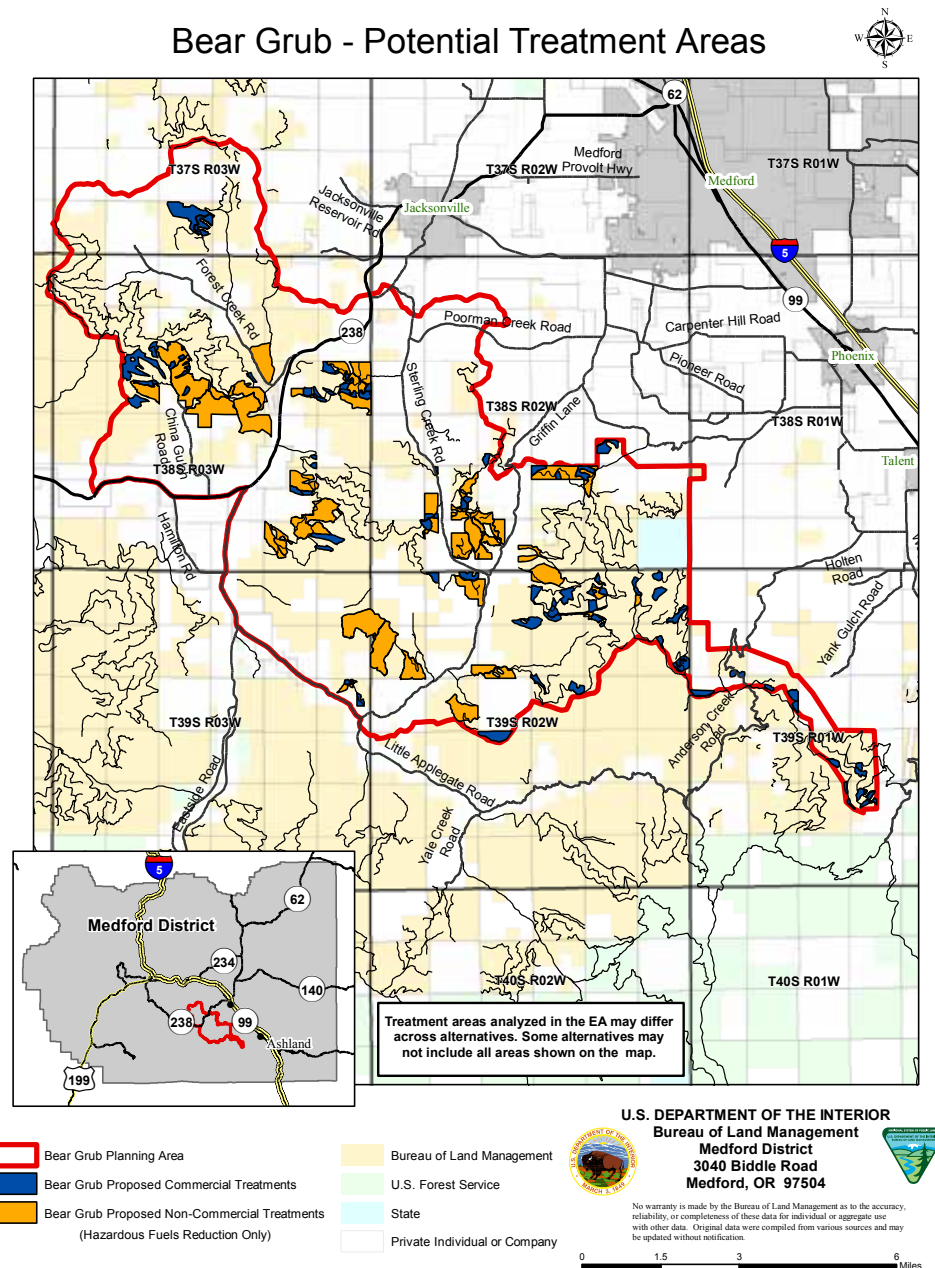 Bear Grub - Potential Treatment Areas
N
W E
S
62
T37S R03W
T37S R02W
Medford
Provolt Hwy
T37S R01W
Medford
Jacksonville
Reservoir Rd
Jacksonville
5
Forest Creek Rd
99
238
Poorman Creek Road
Carpenter Hill Road
Phoenix
Pioneer Road
Sterling Creek Rd
T38S R02W
Griffin Lane
T38S R01W
China Gulch
Road
T38S R03W
Talent
Hamilton Rd
Holten
Road
Yank Gulch Road
T39S R03W
T39S R02W
Anderson Creek
Road
T39S R01W
Little Applegate Road
Eastside Road
Yale Creek
Road
5
62
Medford District
234
140
238
99
Ashland
199
T40S R02W
T40S R01W
Treatment areas analyzed in the EA may differ
across alternatives. Some alternatives may
not include all areas shown on the map.
Bear Grub Planning Area
Bear Grub Proposed Commercial Treatments
Bear Grub Proposed Non-Commercial Treatments
(Hazardous Fuels Reduction Only)
Bureau of Land Management
U.S. Forest Service
State
Private Individual or Company
U.S. DEPARTMENT OF THE INTERIOR
Bureau of Land Management
Medford District
3040 Biddle Road
Medford, OR 97504
U.S. DEPARTMENT OF THE INTERIOR
MARCH 3, 1849
No warranty is made by the Bureau of Land Management as to the accuracy,
reliability, or completeness of these data for individual or aggregate use
with other data. Original data were compiled from various sources and may
be updated without notification.
0 1.5 3 6
Miles